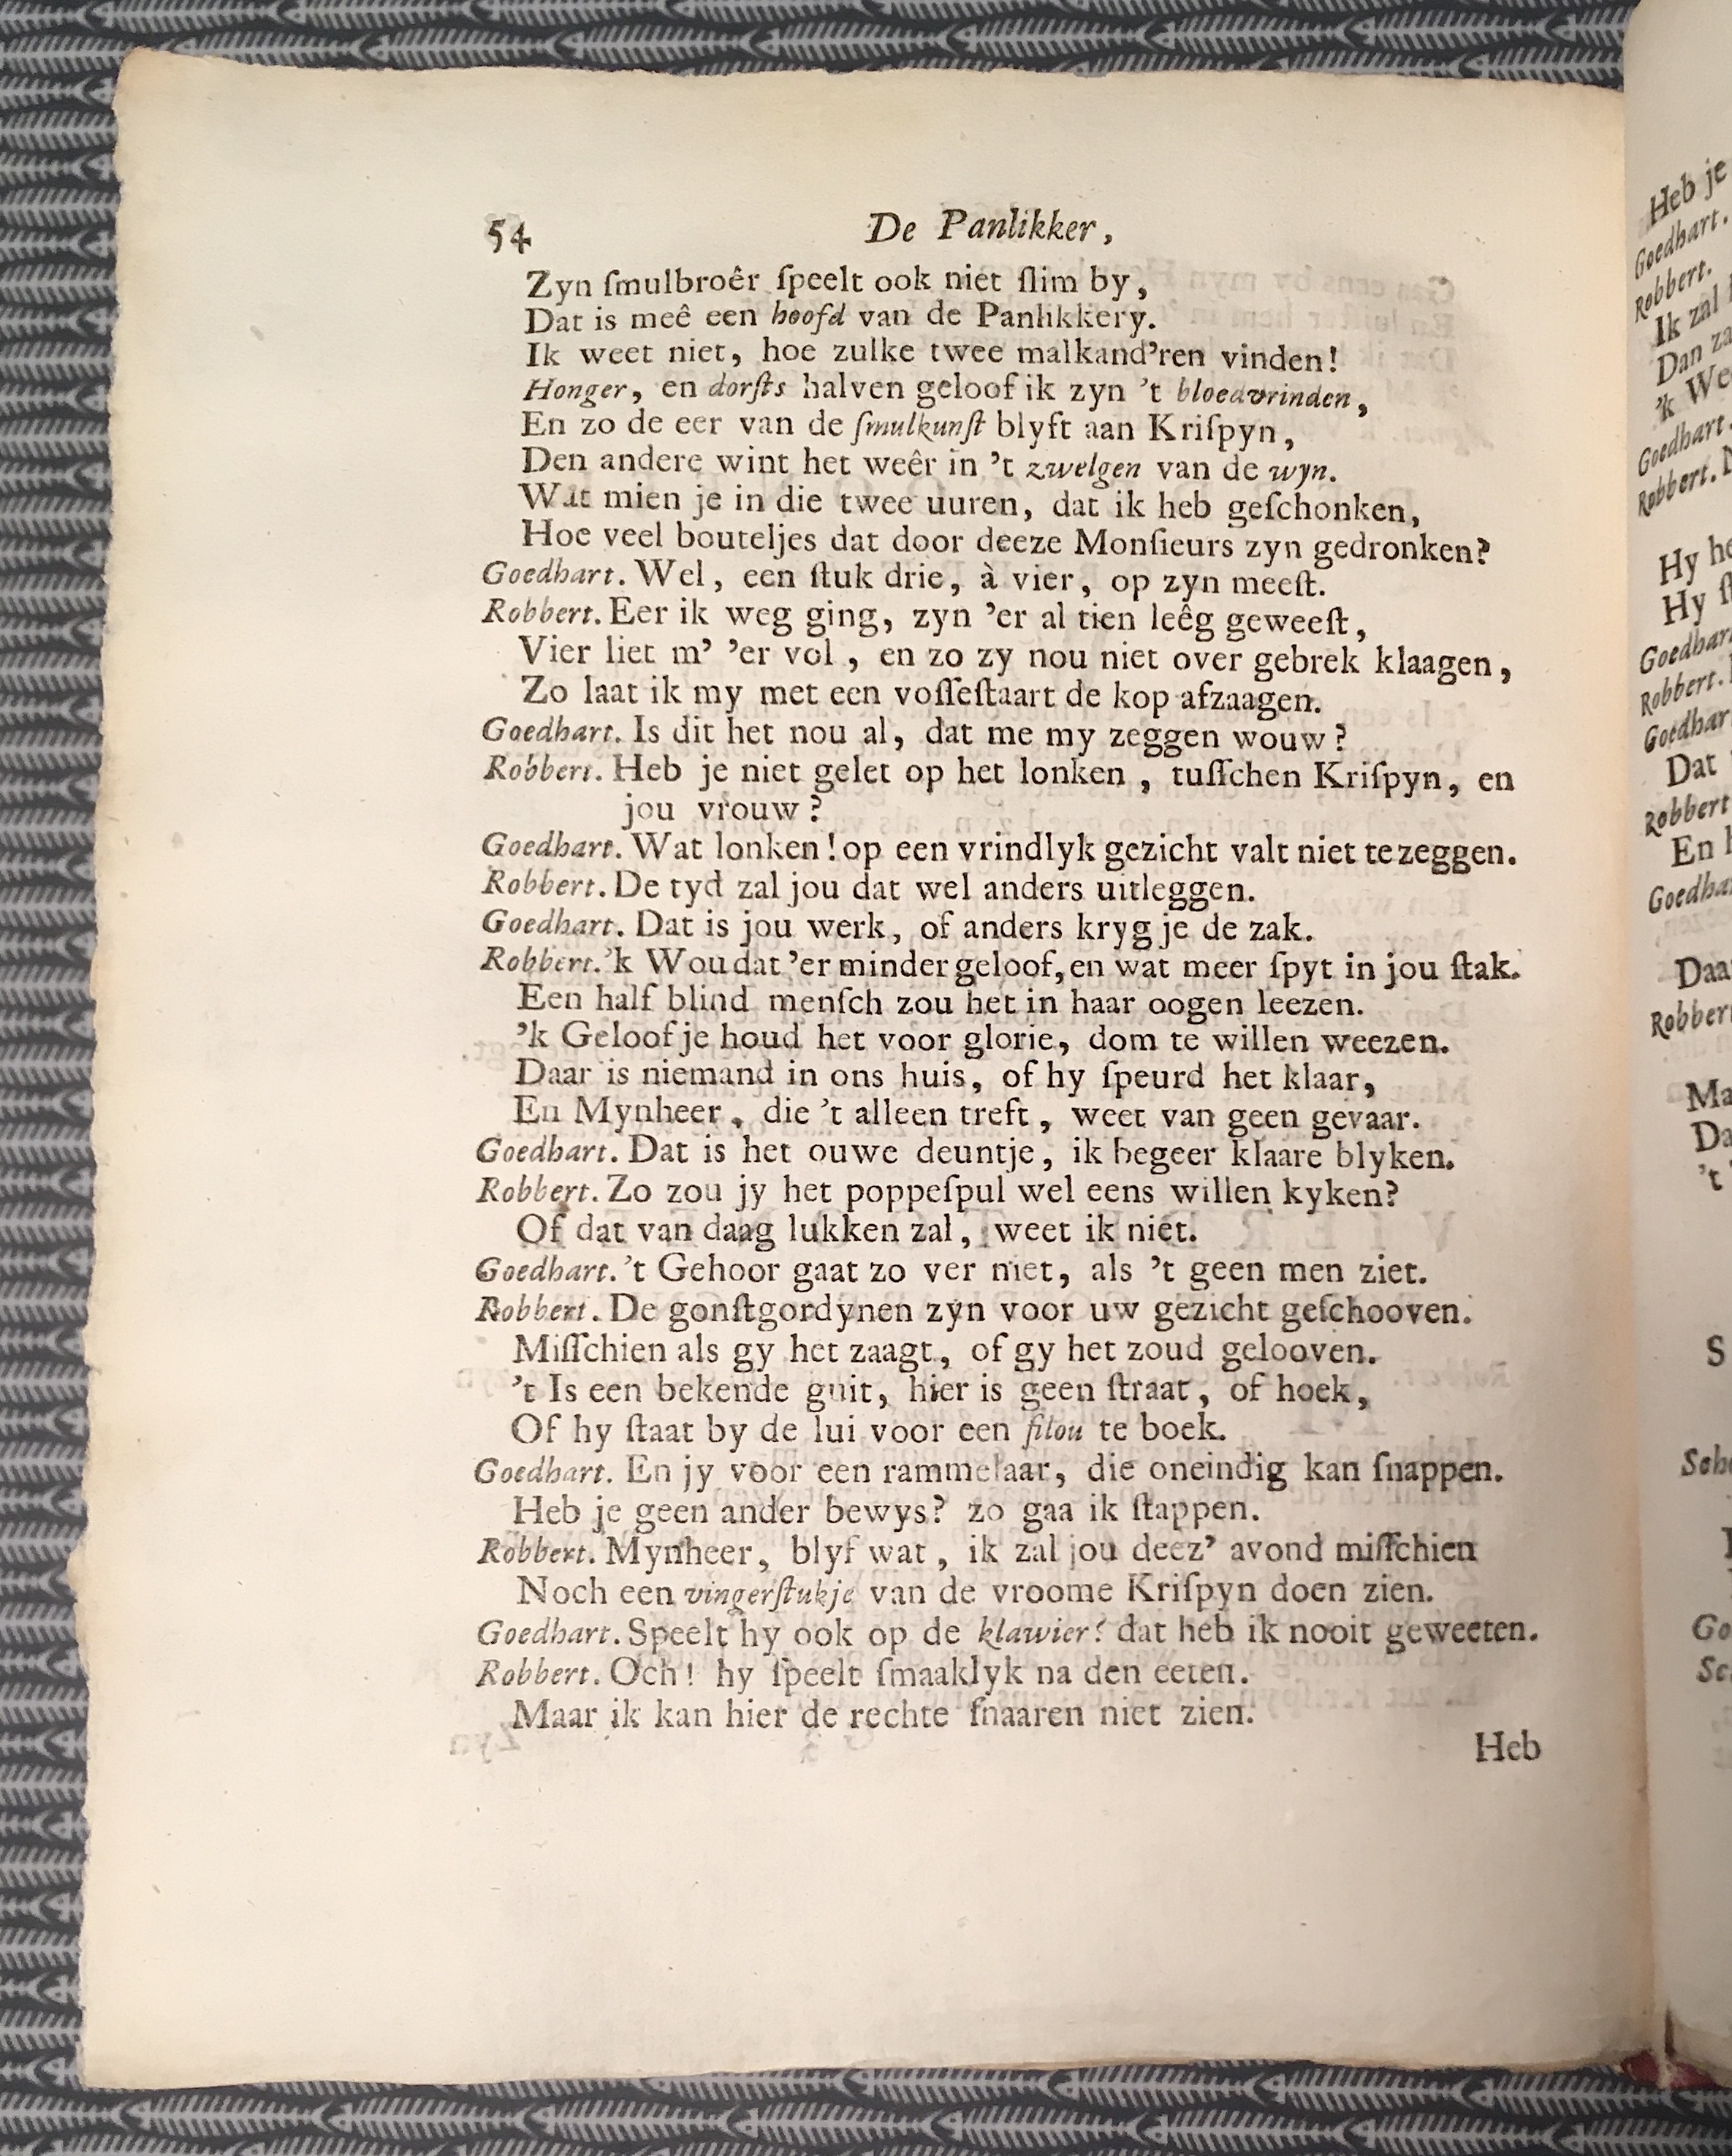 54 De Panlikker,
Zyn ſmulbroêr ſpeelt ook niet ſlim by,
Dat is meê een hoofd van de Panlikkery.
Ik weet niet, hoe zulke twee malkand’ren vinden!
Honger, en dorſts halven geloof ik zyn ’t bloedvrinden,
En zo de eer van de ſmulkunſt blyft aan Kriſpyn,
Den andere wint het weêr in ’t zwelgen van de wyn.
Wat mien je in die twee uuren, dat ik heb geſchonken,
Hoe veel bouteljes dat door deeze Monſieurs zyn gedronken?
Goedhart. Wel, een ſtuk drie, à vier, op zyn meeſt.
Robbert. Eer ik weg ging, zyn ’er al tien leêg geweeſt,
Vier liet m’ ’er vol, en zo zy nou niet over gebrek klaagen,
Zo laat ik my met een voſſeſtaart de kop afzaagen.
Goedhart. Is dit het nou al, dat me my zeggen wouw?
Robbert. Heb je niet gelet op het lonken, tuſſchen Kriſpyn, en
jou vrouw?
Goedhart. Wat lonken! op een vrindlyk gezicht valt niet te zeggen.
Robbert. De tyd zal jou dat wel anders uitleggen.
Goedhart. Dat is jou werk, of anders kryg je de zak.
Robbert. ’k Wou dat ’er minder geloof, en wat meer ſpyt in jou ſtak.
Een half blind menſch zou het in haar oogen leezen.
’k Geloof je houd het voor glorie, dom te willen weezen.
Daar is niemand in ons huis, of hy ſpeurd het klaar,
En Mynheer, die ’t alleen treft, weet van geen gevaar.
Goedhart. Dat is het ouwe deuntje, ik begeer klaare blyken.
Robbert. Zo zou jy het poppeſpul wel eens willen kyken?
Of dat van daag lukken zal, weet ik niet.
Goedhart. ’t Gehoor gaat zo ver niet, als ’t geen men ziet.
Robbert. De gonſtgordynen zyn voor uw gezicht geſchooven.
Miſſchien als gy het zaagt, of gy het zoud gelooven.
’t Is een bekende guit, hier is geen ſtraat, of hoek,
Of hy ſtaat by de lui voor een filou te boek.
Goedhart. En jy voor een rammelaar, die oneindig kan ſnappen.
Heb je geen ander bewys? zo gaa ik ſtappen.
Robbert. Mynheer, blyf wat, ik zal jou deez’ avond miſſchien
Noch een vingerſtukje van de vroome Kriſpyn doen zien.
Goedhart. Speelt hy ook op de klawier? dat heb ik nooit geweeten.
Robbert. Och! hy ſpeelt ſmaaklyk na den eeten.
Maar ik kan hier de rechte ſnaaren niet zien.
Heb
Heb je
Goedhart.
Robbert.
Ik zal
Dan
’k
Goedhart.
Robbert.
Hy
Hy
Robbert.
Dat
Robbert
En
Robbert